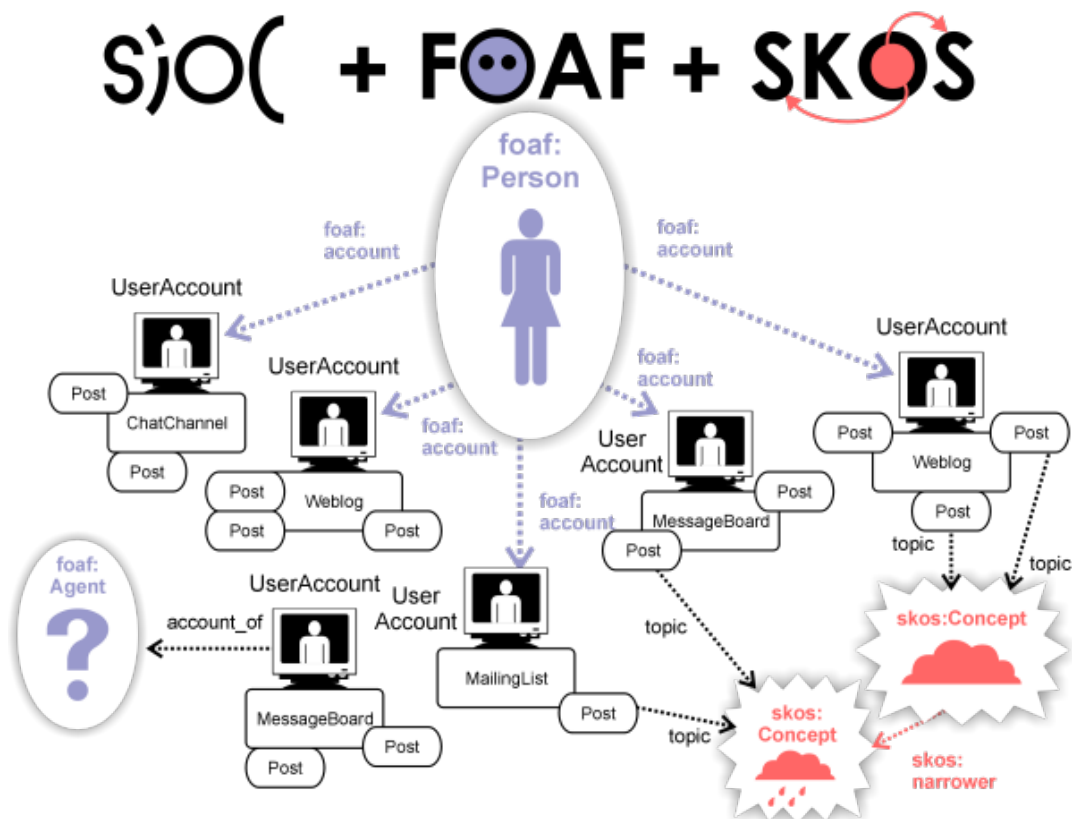 SiOC + FOAF + SKOS
foaf:
Person
foaf:
account
foaf:
account
UserAccount
UserAccount
UserAccount
foaf:
account
foaf:
account
User
Account
Post
ChatChannel
Post
Post
Weblog
Post
Post
foaf:
account
Post
MessageBoard
Post
Post
Weblog
Post
Post
topic
topic
foaf:
Agent
?
account_of
UserAccount
MessageBoard
Post
Post
User
Account
MailingList
Post
topic
topic
skos:Concept
skos:
Concept
skos:
narrower